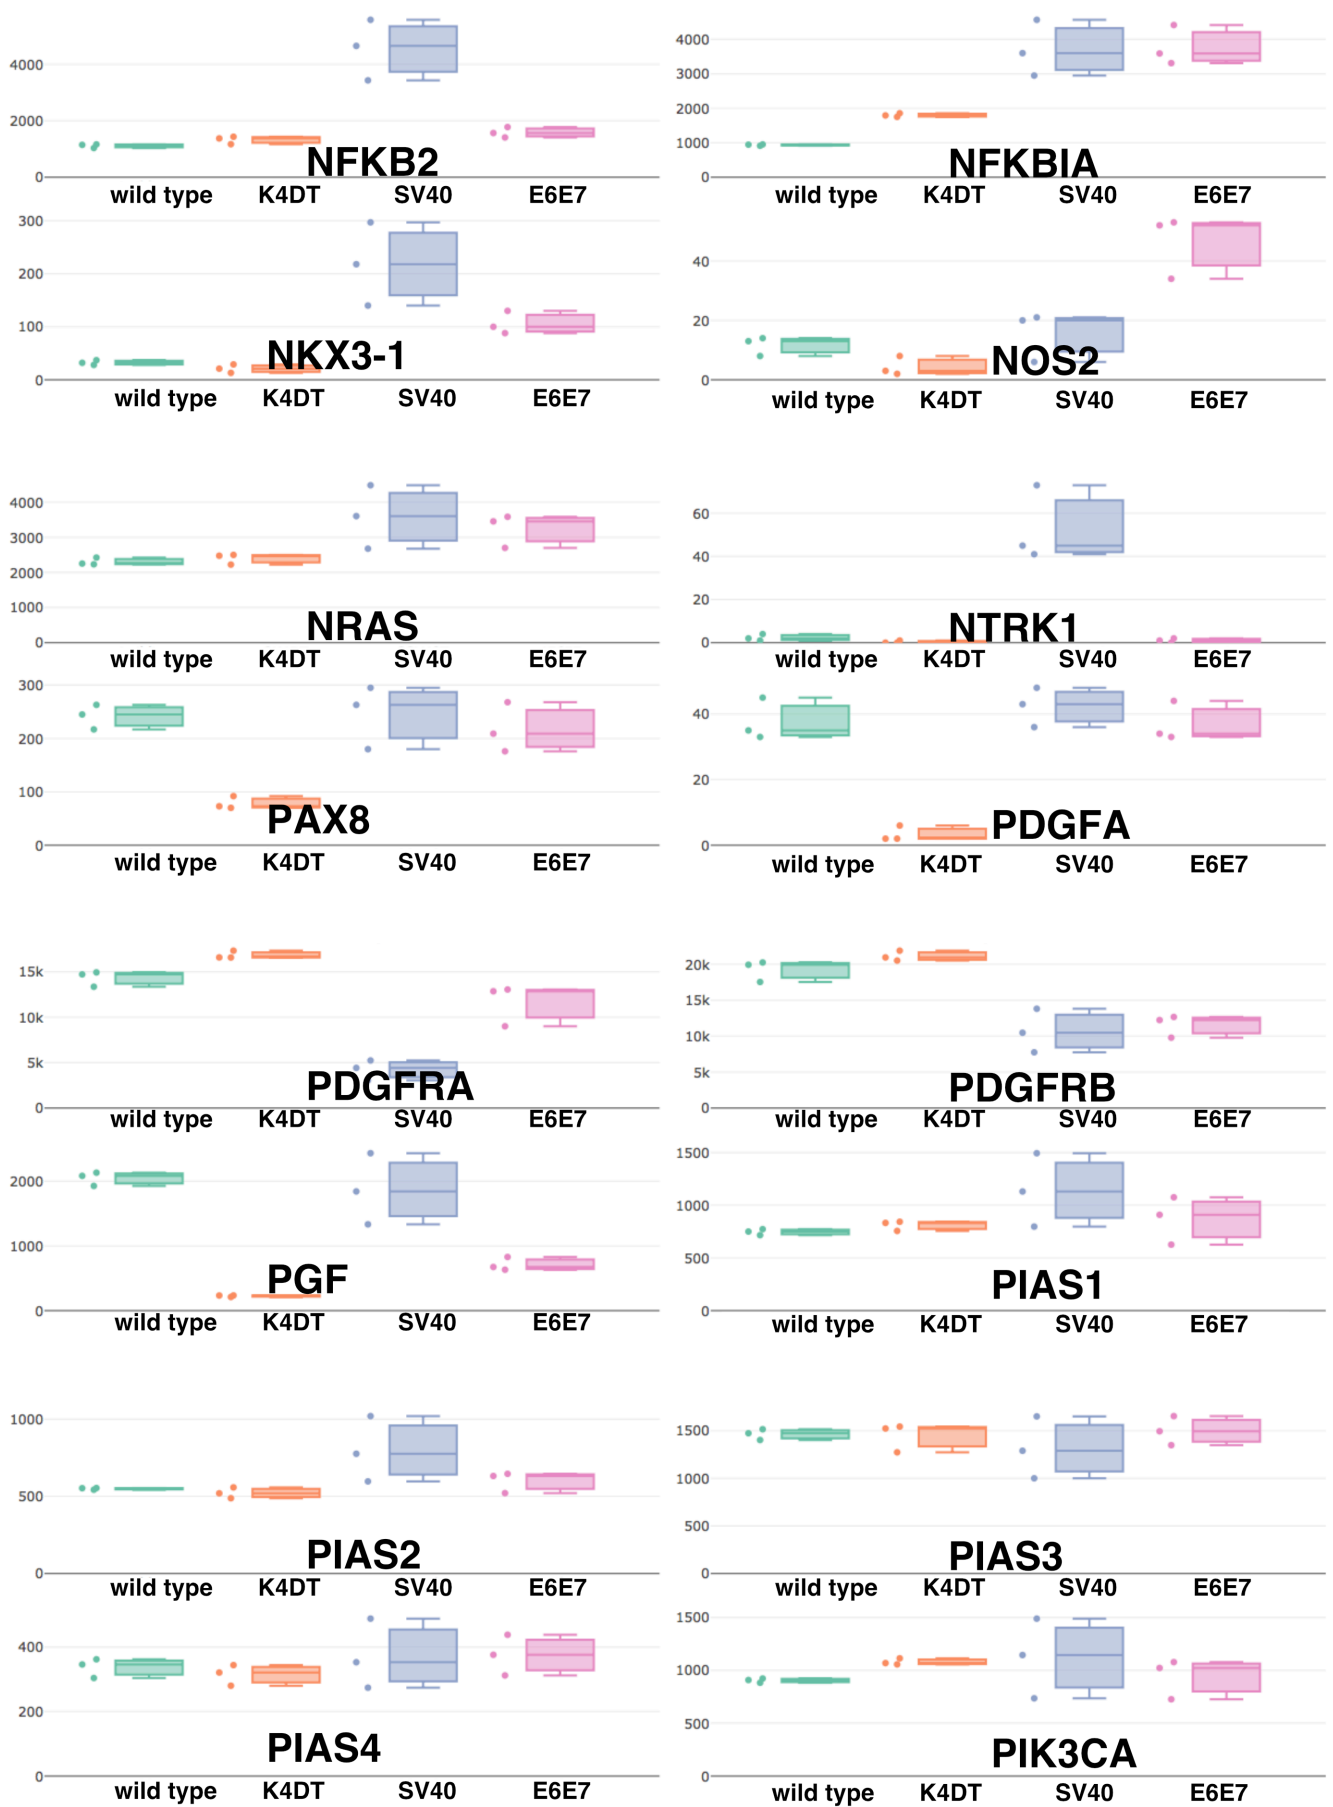 4000
2000
0
NFKB2
wild type K4DT SV40 E6E7
4000
3000
2000
1000
0
NFKBIA
wild type K4DT SV40 E6E7
300
200
100
0
NKX3-1
wild type K4DT SV40 E6E7
40
20
0
NOS2
wild type K4DT SV40 E6E7
4000
3000
2000
1000
0
NRAS
wild type K4DT SV40 E6E7
60
40
20
0
NTRK1
wild type K4DT SV40 E6E7
300
200
100
0
PAX8
wild type K4DT SV40 E6E7
40
20
0
PDGFA
wild type K4DT SV40 E6E7
15k
10k
5k
0
PDGFRA
wild type K4DT SV40 E6E7
20k
15k
10k
5k
0
PDGFRB
wild type K4DT SV40 E6E7
2000
1000
0
PGF
wild type K4DT SV40 E6E7
1500
1000
500
0
PIAS1
wild type K4DT SV40 E6E7
1000
500
0
PIAS2
wild type K4DT SV40 E6E7
1500
1000
500
0
PIAS3
wild type K4DT SV40 E6E7
400
200
0
PIAS4
wild type K4DT SV40 E6E7
1500
1000
500
0
PIK3CA
wild type K4DT SV40 E6E7